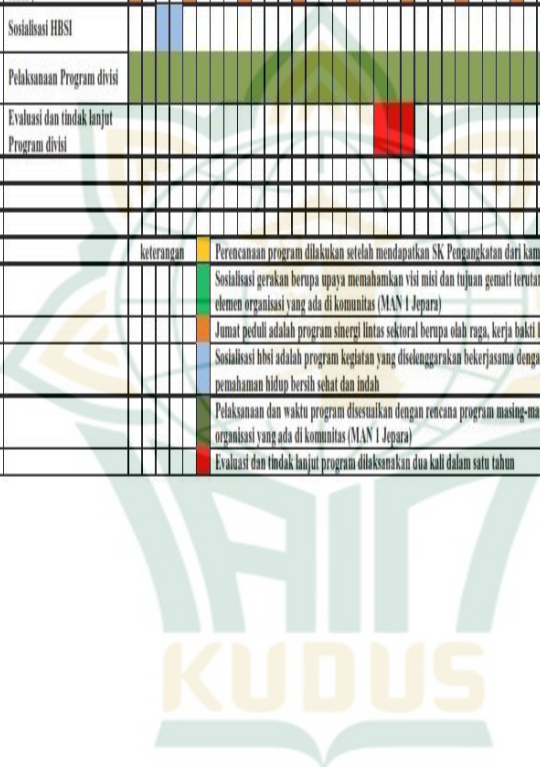 Sosialisasi HBSI
Pelaksanaan Program divisi
Evaluasi dan tindak lanjut
Program divisi
keterangan
Perencanaan program dilakukan setelah mendapatkan SK Pengangkatan dari
Sosialisasi gerakan berupa upaya memahamkan visi misi dan tujuan gemati
elemen organisasi yang ada di komunitas (MAN 1 Jepara)
Jumat peduli adalah program sinergi lintas sektoral berupa olah raga, kerja bakti
Sosialisasi hbsi adalah program kegiatan yang diselenggarakan bekerjasama
pemahaman hidup bersih sehat dan indah
Pelaksanaan dan waktu program disesuaikan dengan rencana program
organisasi yang ada di komunitas (MAN 1 Jepara)
Evaluasi dan tindak lanjut program dilaksanakan dua kali dalam satu tahun
IAIN
KUDUS